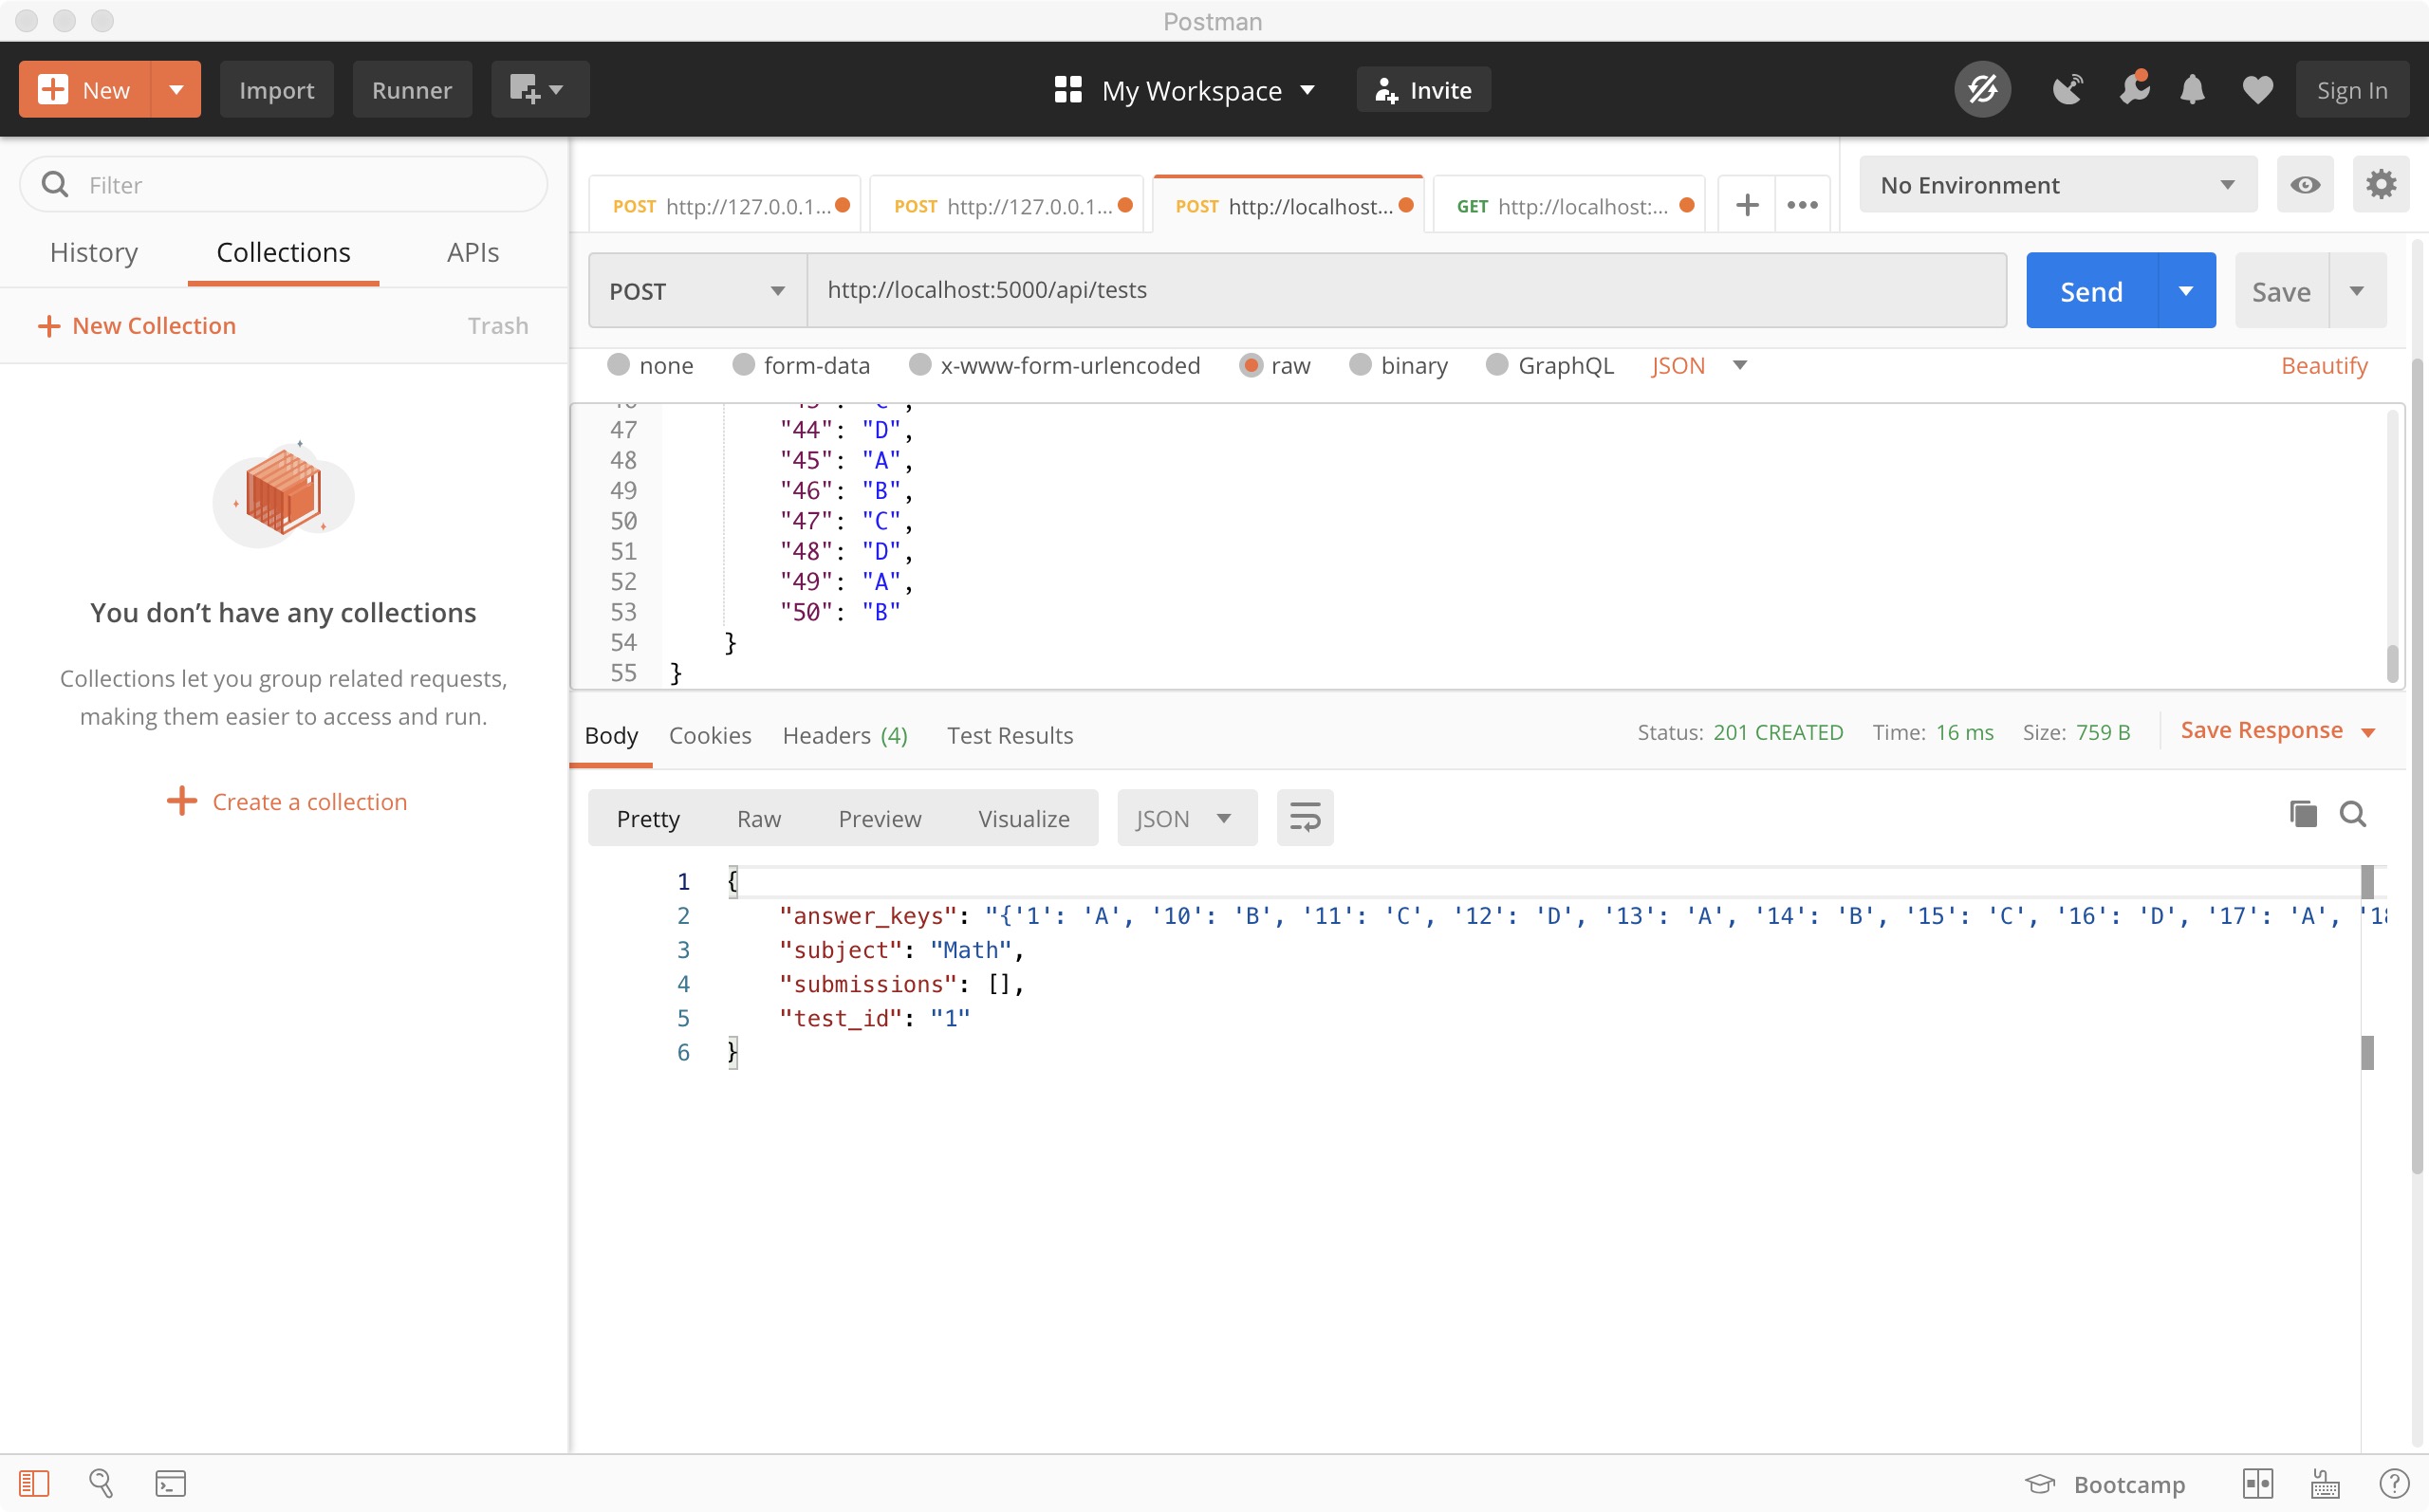 Postman
New Import Runner My Workspace Invite Sign In
Filter
History Collections APIs
New Collection Trash
You don’t have any collections
Collections let you group related requests,
making them easier to access and run.
Create a collection
POST http://127.0.0.1... POST http://127.0.0.1... POST http://localhost... GET http://localhost:... No Environment
POST http://localhost:5000/api/tests Send Save
none form-data x-www-form-urlencoded raw binary GraphQL JSON Beautify
47 "44": "D",
48 "45": "A",
49 "46": "B",
50 "47": "C",
51 "48": "D",
52 "49": "A",
53 "50": "B"
54 }
55 }
Body Cookies Headers (4) Test Results Status: 201 CREATED Time: 16 ms Size: 759 B Save Response
Pretty Raw Preview Visualize JSON
1 {
2 "answer_keys": "{'1': 'A', '10': 'B', '11': 'C', '12': 'D', '13': 'A', '14': 'B', '15': 'C', '16': 'D', '17': 'A',
3 "subject": "Math",
4 "submissions": [],
5 "test_id": "1"
6 }
Bootcamp